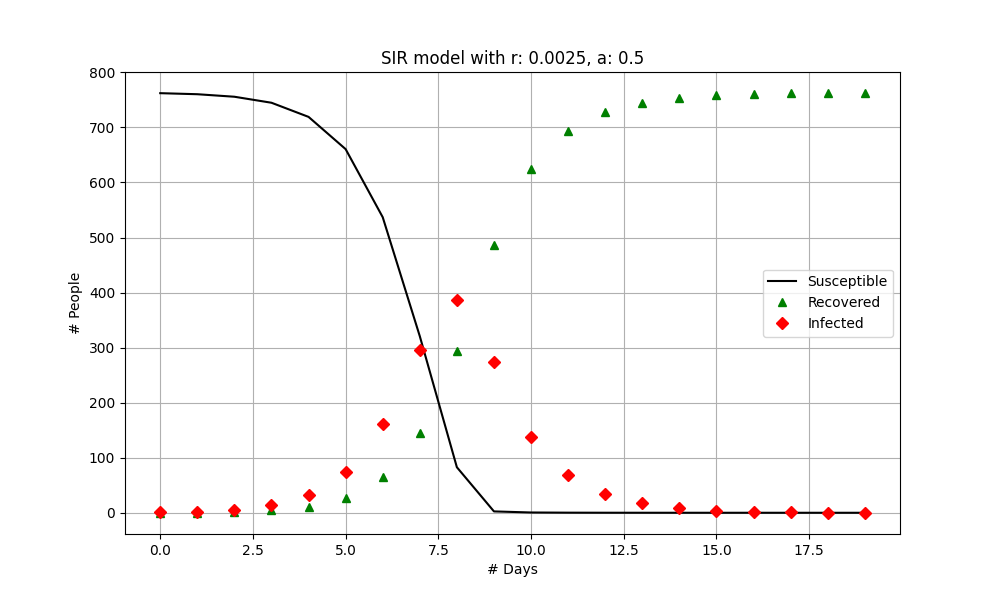 SIR model with r: 0.0025, a: 0.5
800
700
600
500
400
300
200
100
0
# People
Susceptible
Recovered
Infected
0.0 2.5 5.0 7.5 10.0 12.5 15.0 17.5
# Days